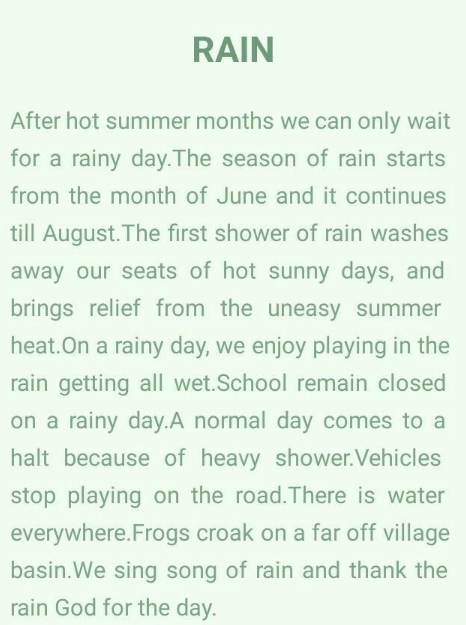 RAIN
After hot summer months we can only wait
for a rainy day.The season of rain starts
from the month of June and it continues
till August.The first shower of rain washes
away our seats of hot sunny days, and
brings relief from the uneasy summer
heat.On a rainy day, we enjoy playing in the
rain getting all wet.School remain closed
on a rainy day.A normal day comes to a
halt because of heavy shower.Vehicles
stop playing on the road.There is water
everywhere.Frogs croak on a far off village
basin.We sing song of rain and thank the
rain God for the day.